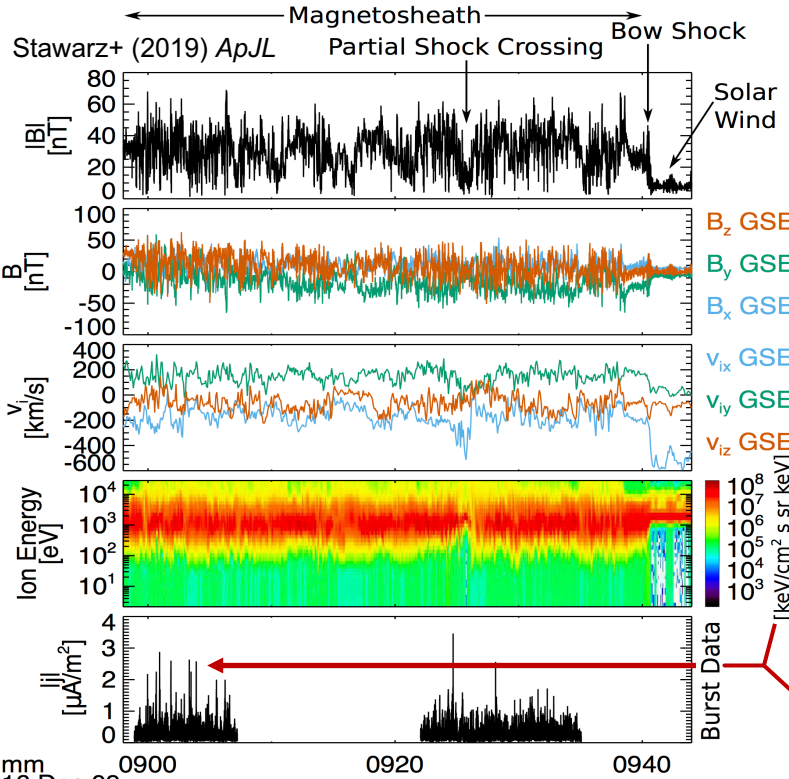 Magnetosheath
Stawarz+ (2019) ApJL
Partial Shock Crossing
Bow Shock
Solar
Wind
|B|
[nT]
80
60
40
20
0
B
[nT]
100
50
0
-50
-100
Bz GSE
By GSE
Bx GSE
vi
[km/s]
400
200
0
-200
-400
-600
vix GSE
viy GSE
viz GSE
Ion Energy
[eV]
10^4
10^3
10^2
10^1
10^8
10^7
10^6
10^5
10^4
10^3
[keV/cm^2 s sr keV]
|j|
[µA/m^2]
4
3
2
1
0
Burst Data
mm
0900
0920
0940